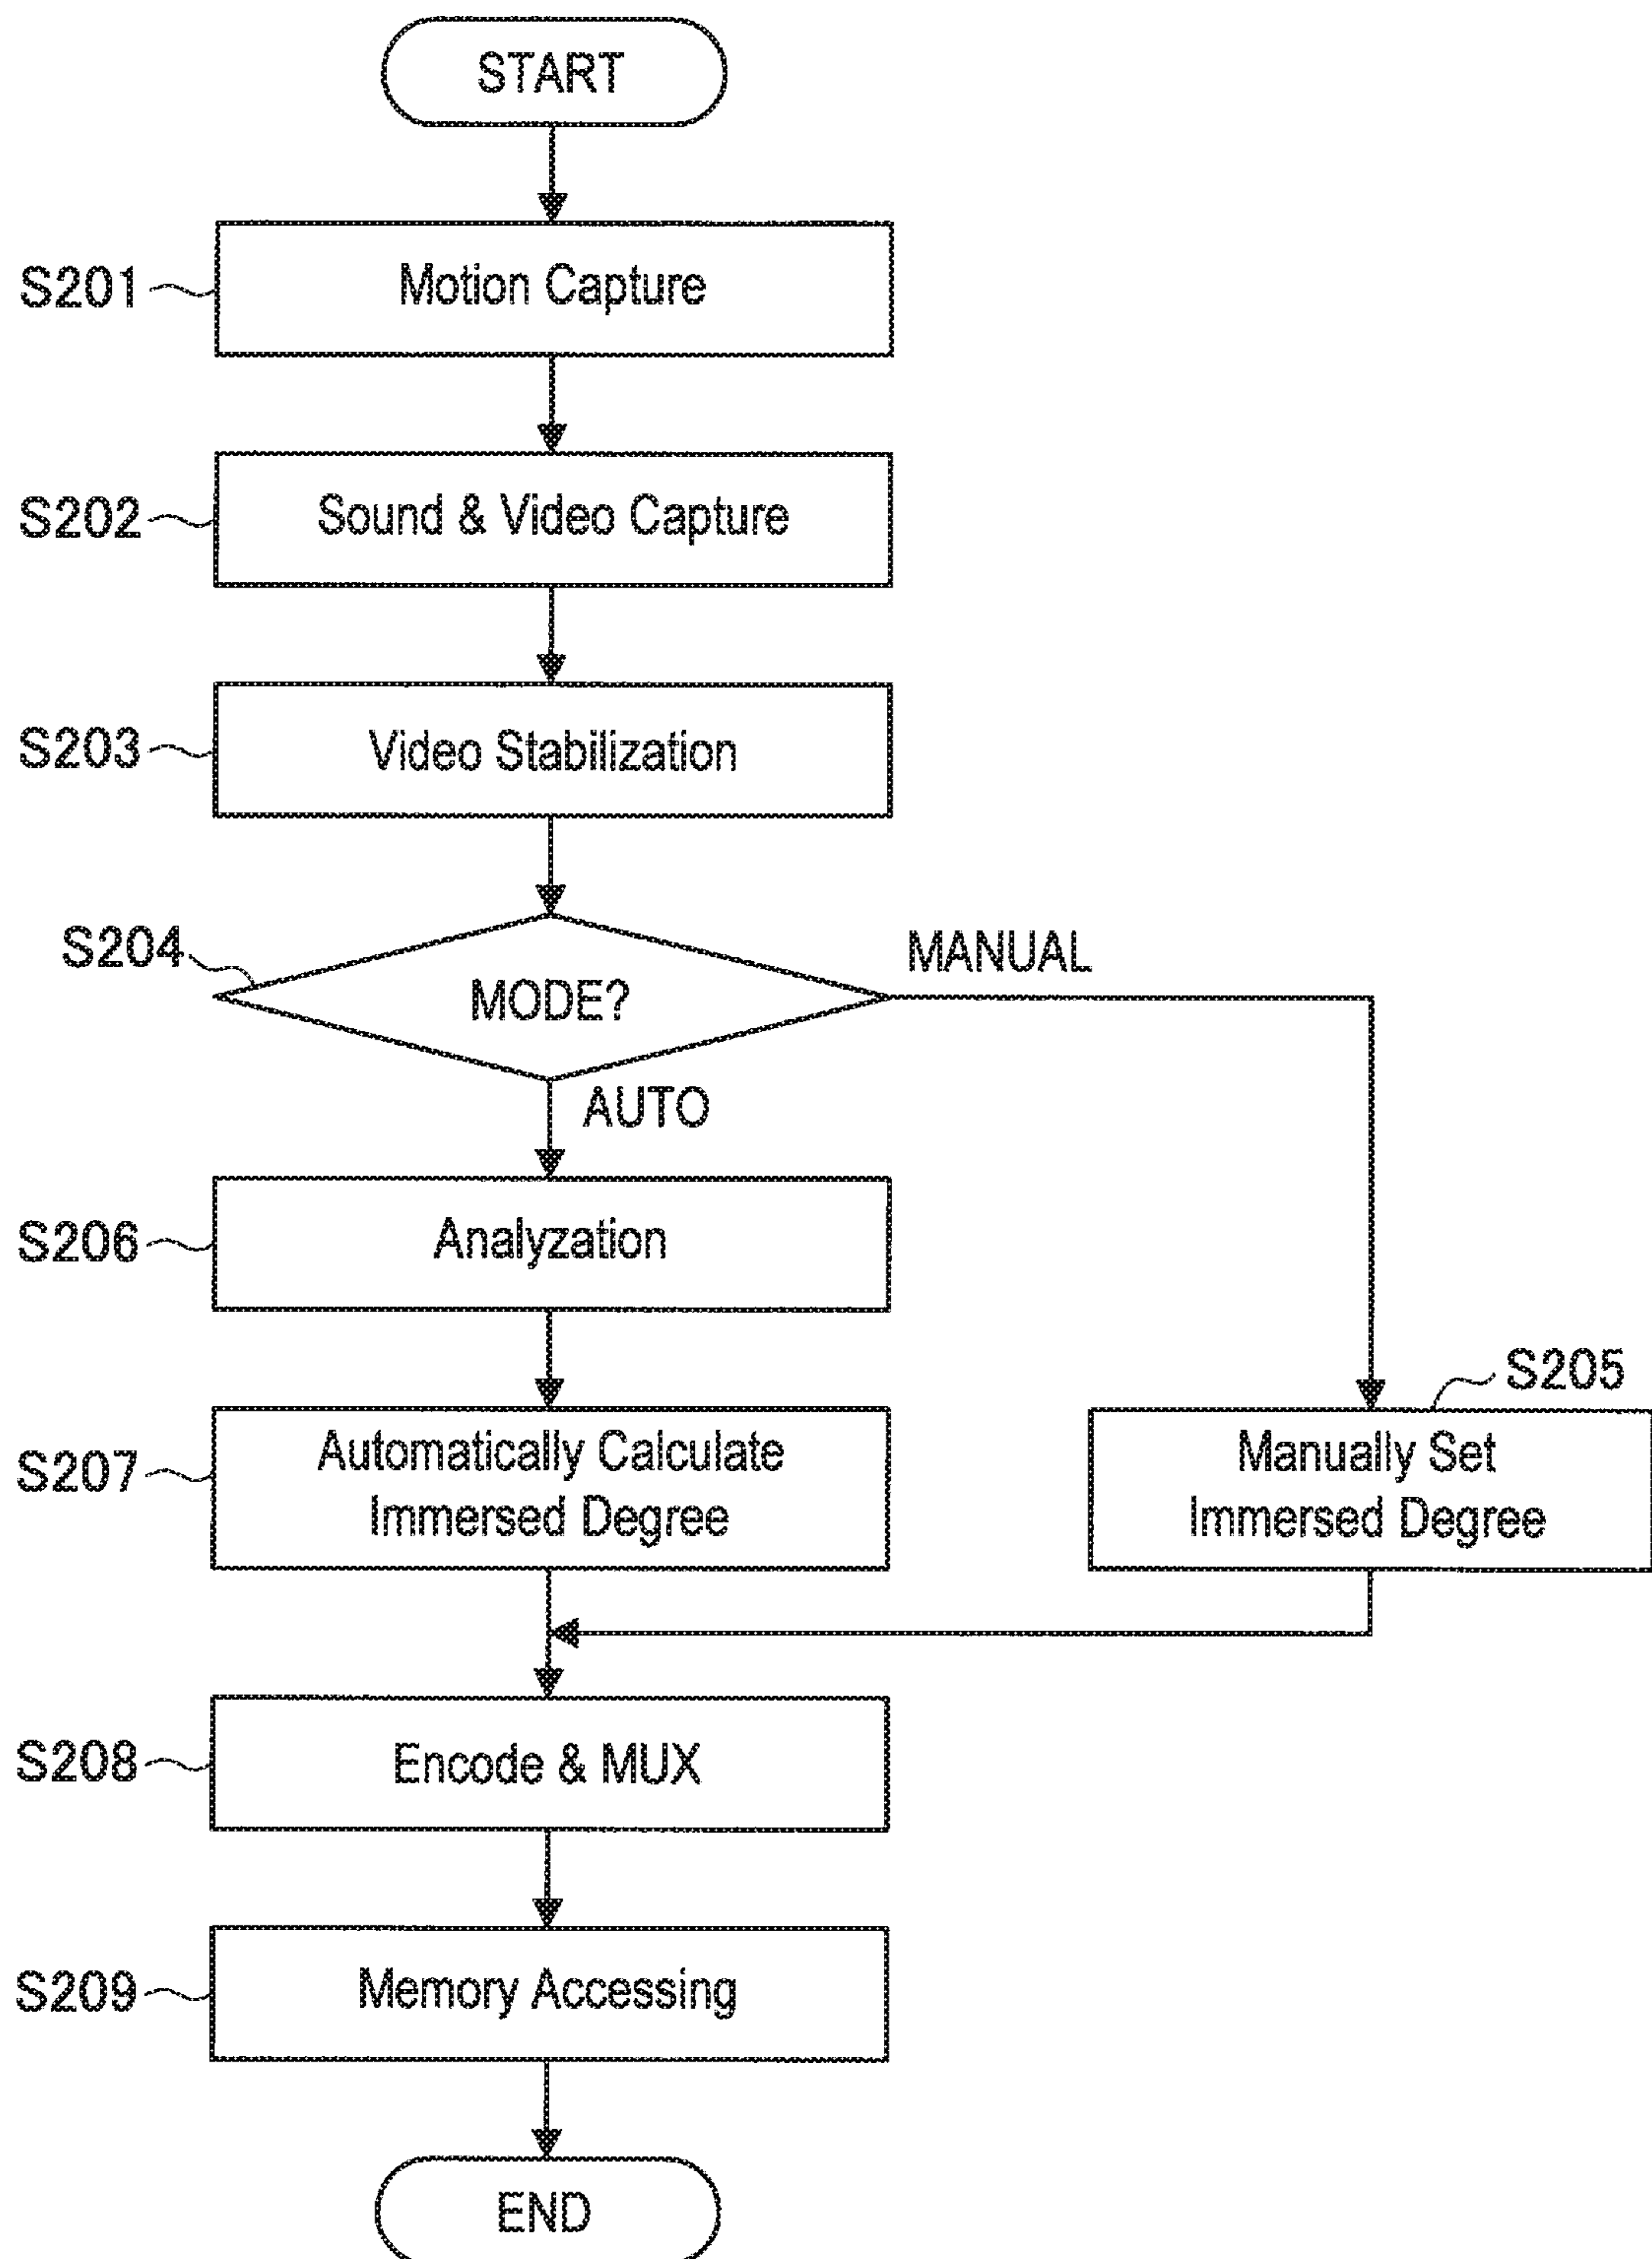 START
S201
Motion Capture
S202
Sound & Video Capture
S203
Video Stabilization
S204
MODE?
MANUAL
AUTO
S206
Analyzation
S207
Automatically Calculate
Immersed Degree
S205
Manually Set
Immersed Degree
S208
Encode & MUX
S209
Memory Accessing
END